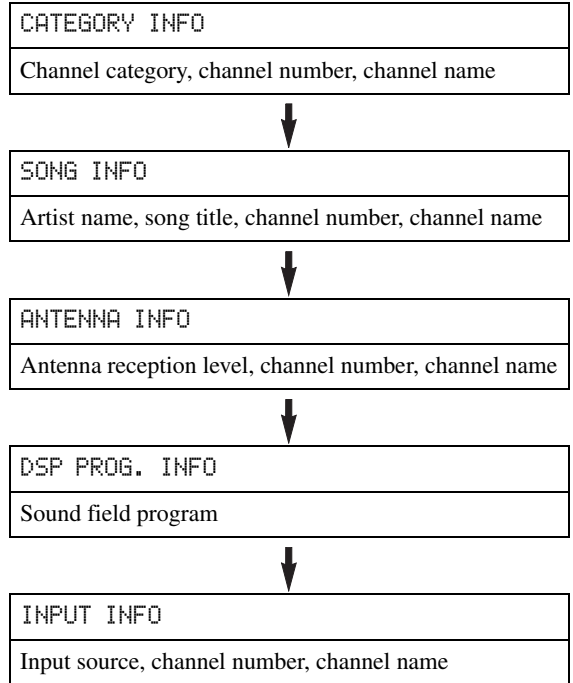 CATEGORY INFO
Channel category, channel number, channel name
SONG INFO
Artist name, song title, channel number, channel name
ANTENNA INFO
Antenna reception level, channel number, channel name
DSP PROG. INFO
Sound field program
INPUT INFO
Input source, channel number, channel name